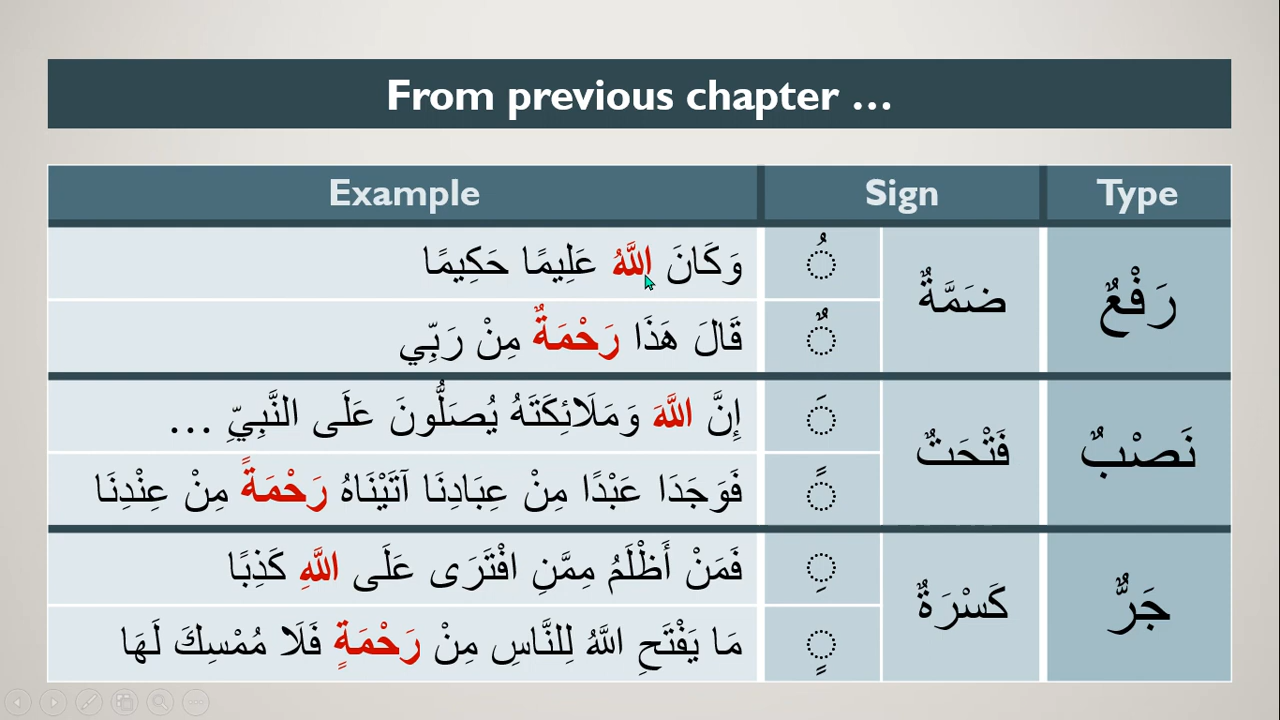 From previous chapter …
Type Sign Example
رَفْعٌ
ضَمَّةٌ
◌ُ
وَكَانَ اللَّهُ عَلِيمًا حَكِيمًا
◌ٌ
قَالَ هَذَا رَحْمَةٌ مِنْ رَبِّي
نَصْبٌ
فَتْحَتٌ
◌َ
إِنَّ اللَّهَ وَمَلَائِكَتَهُ يُصَلُّونَ عَلَى النَّبِيِّ ...
◌ً
فَوَجَدَا عَبْدًا مِنْ عِبَادِنَا آتَيْنَاهُ رَحْمَةً مِنْ عِنْدِنَا
جَرٌّ
كَسْرَةٌ
◌ِ
فَمَنْ أَظْلَمُ مِمَّنِ افْتَرَى عَلَى اللَّهِ كَذِبًا
◌ٍ
مَا يَفْتَحِ اللَّهُ لِلنَّاسِ مِنْ رَحْمَةٍ فَلَا مُمْسِكَ لَهَا